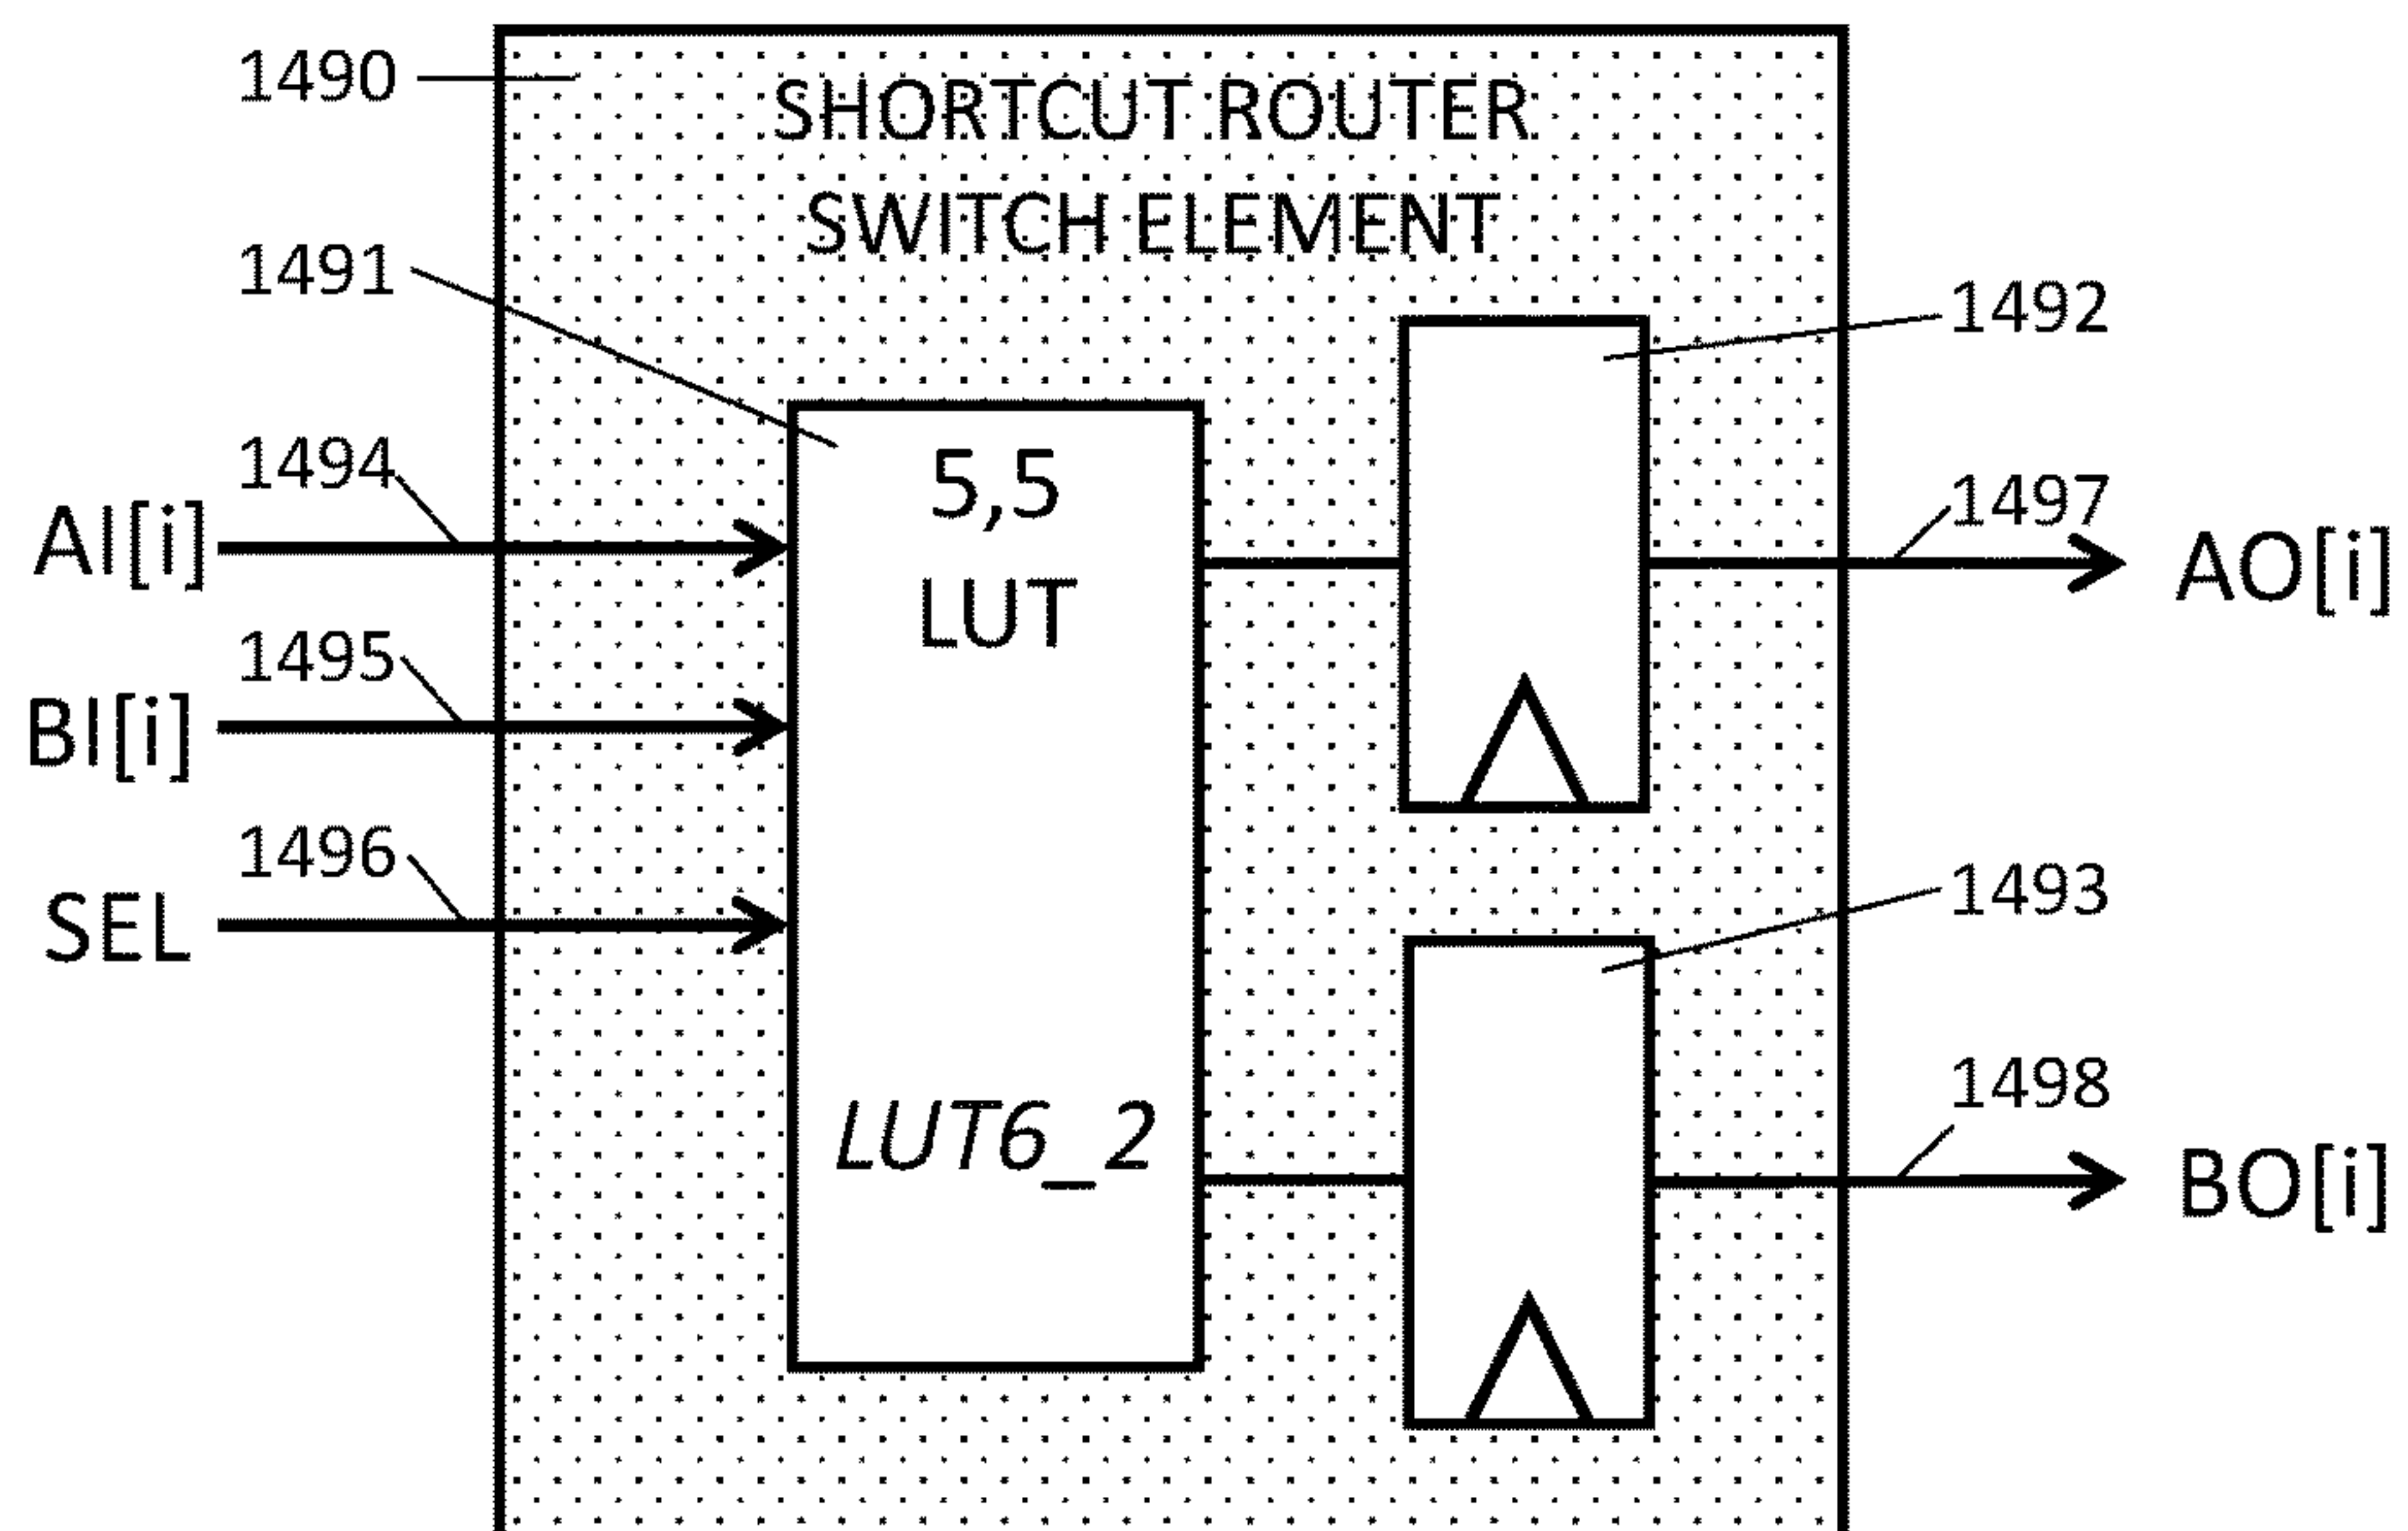 1490
SHORTCUT ROUTER
SWITCH ELEMENT
1491
1492
1494
5,5
LUT
AI[i]
1497
AO[i]
1495
BI[i]
1496
SEL
1493
LUT6_2
1498
BO[i]